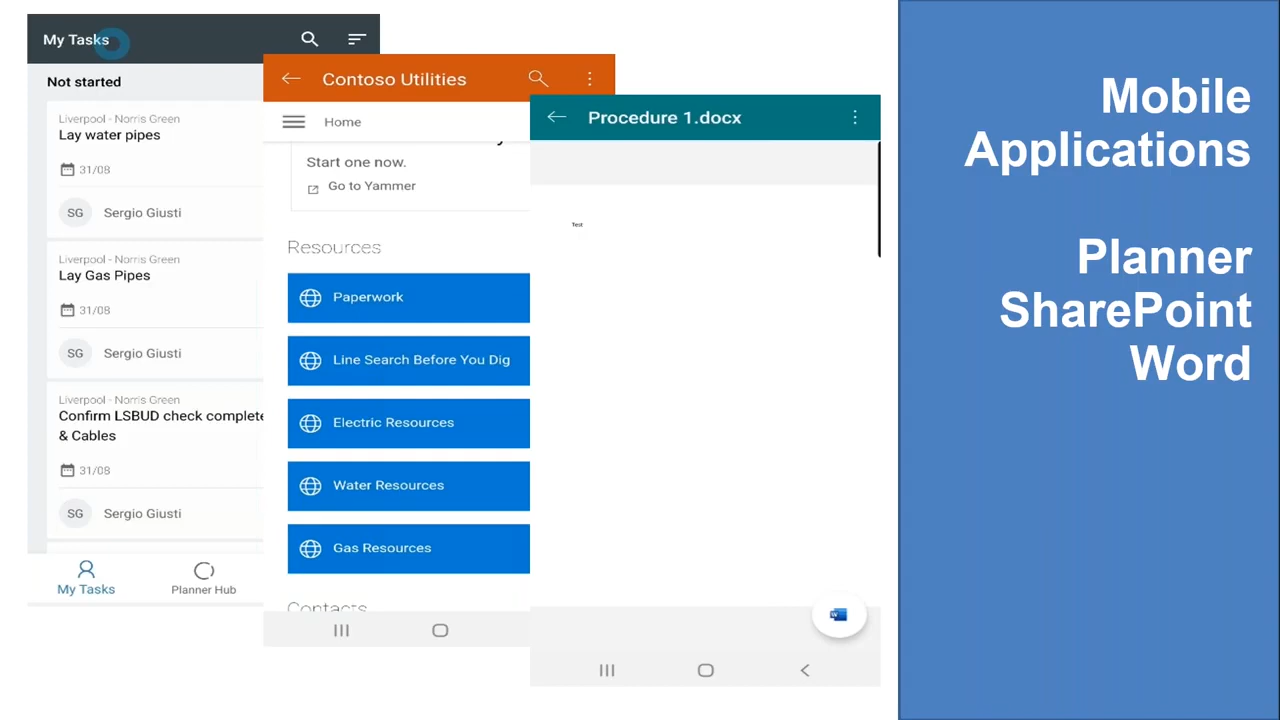 My Tasks
Not started
Liverpool - Norris Green
Lay water pipes
31/08
SG Sergio Giusti
Liverpool - Norris Green
Lay Gas Pipes
31/08
SG Sergio Giusti
Liverpool - Norris Green
Confirm LSBUD check complete
& Cables
31/08
SG Sergio Giusti
My Tasks
Planner Hub
Contoso Utilities
Home
Start one now.
Go to Yammer
Resources
Paperwork
Line Search Before You Dig
Electric Resources
Water Resources
Gas Resources
Contacts
Procedure 1.docx
Test
Mobile
Applications
Planner
SharePoint
Word